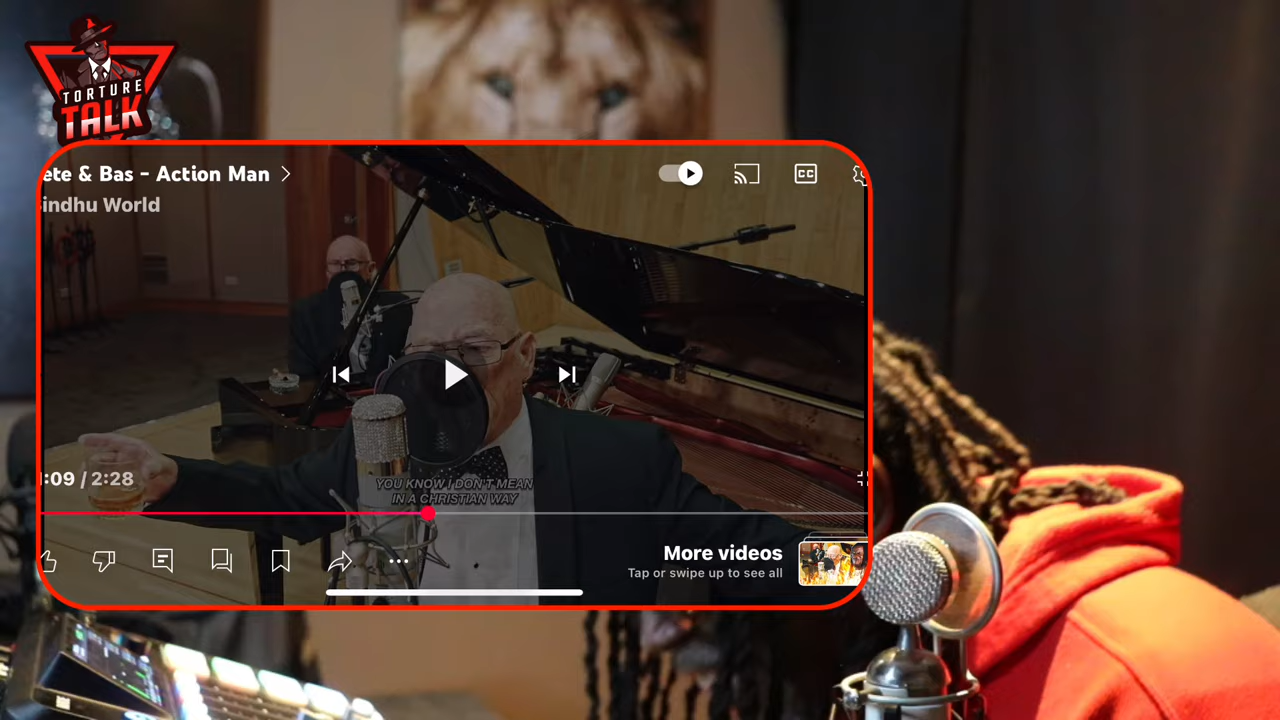 TORTURE
TALK
ete & Bas - Action Man
indhu World
CC
:09 / 2:28
YOU KNOW I DON'T MEAN
IN A CHRISTIAN WAY
More videos
Tap or swipe up to see all